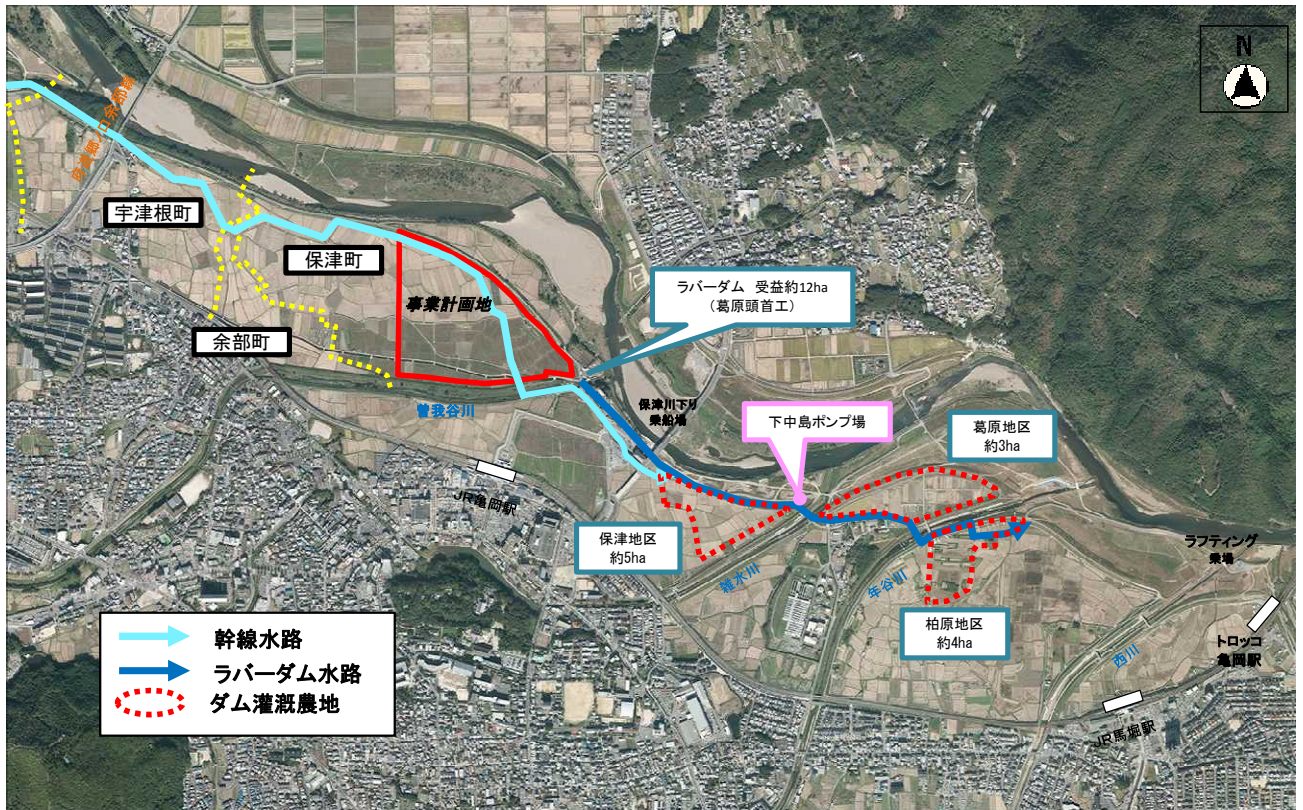 N
宇津根町
保津町
事業計画地
余部町
ラバーダム 受益約12ha
（葛原頭首工）
曽我谷川
保津川下り
乗船場
下中島ポンプ場
葛原地区
約3ha
JR亀岡駅
保津地区
約5ha
雑水川
年谷川
柏原地区
約4ha
ラフティング
乗場
トロッコ
亀岡駅
西川
JR馬堀駅
幹線水路
ラバーダム水路
ダム灌漑農地